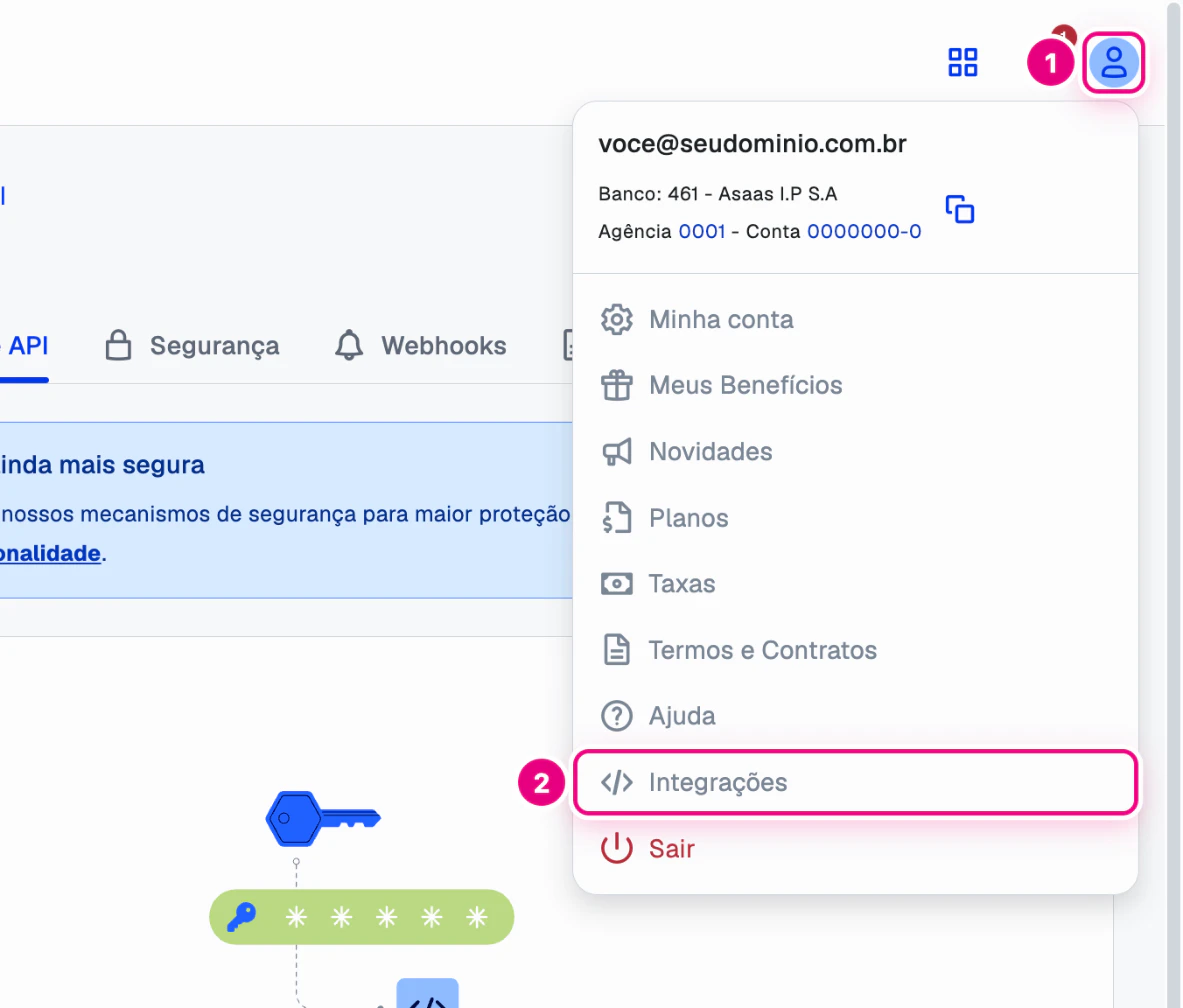 1
voce@seudominio.com.br
Banco: 461 - Asaas I.P S.A
Agência 0001 - Conta 0000000-0
API
Segurança
Webhooks
inda mais segura
nossos mecanismos de segurança para maior proteção
onalidade.
Minha conta
Meus Benefícios
Novidades
Planos
Taxas
Termos e Contratos
Ajuda
2
Integrações
Sair